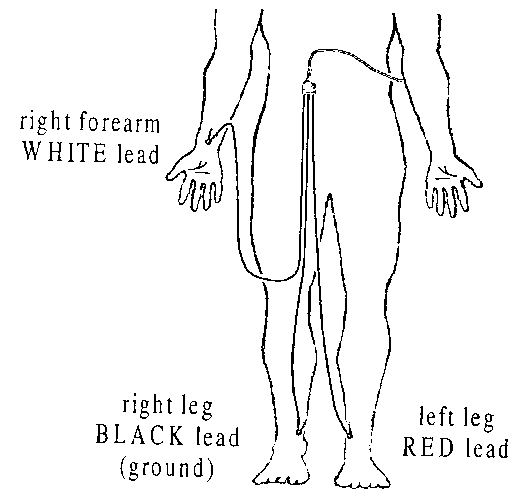 right forearm
WHITE lead
right leg
BLACK lead
(ground)
left leg
RED lead